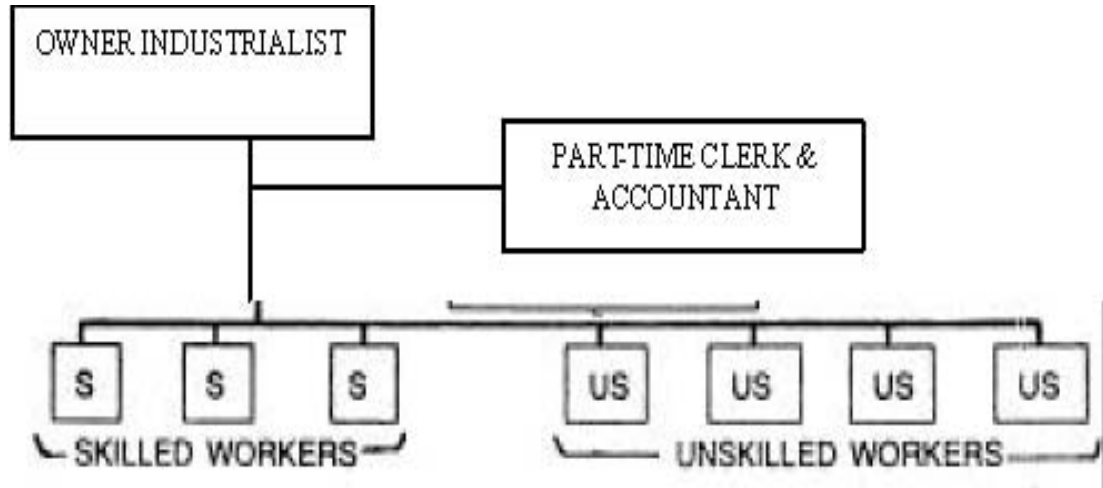 OWNER INDUSTRIALIST
PART-TIME CLERK &
ACCOUNTANT
S S S US US US US
SKILLED WORKERS UNSKILLED WORKERS